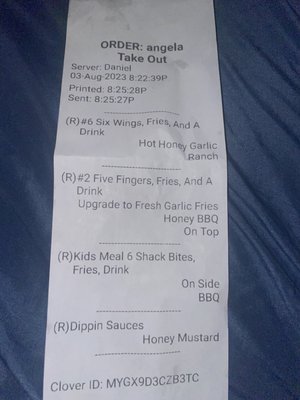 ORDER: angela
Take Out
Server: Daniel
03-Aug-2023 8:22:39P
Printed: 8:25:28P
Sent: 8:25:27P
(R)#6 Six Wings, Fries, And A
Drink
Hot Honey Garlic
Ranch
(R)#2 Five Fingers, Fries, And A
Drink
Upgrade to Fresh Garlic Fries
Honey BBQ
On Top
(R)Kids Meal 6 Shack Bites,
Fries, Drink
On Side
BBQ
(R)Dippin Sauces
Honey Mustard
Clover ID: MYGX9D3CZB3TC